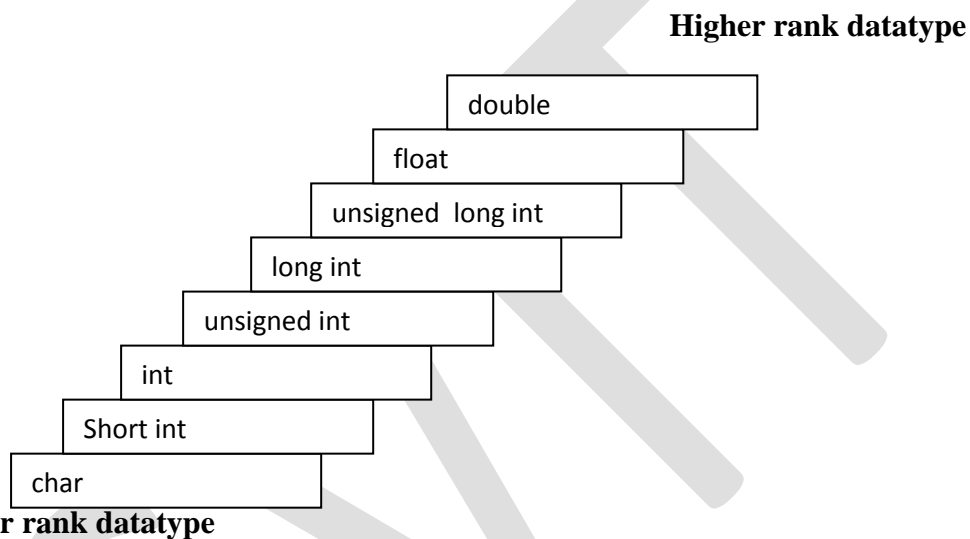 Higher rank datatype
double
float
unsigned long int
long int
unsigned int
int
Short int
char
r rank datatype